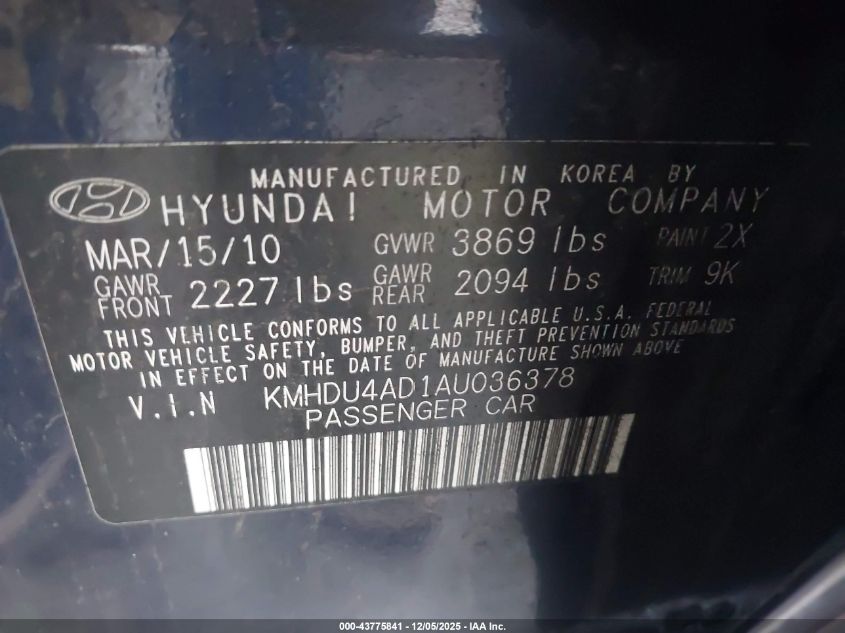 MANUFACTURED IN KOREA BY
HYUNDAI MOTOR COMPANY
MAR/15/10 GVWR 3869 lbs PAINT 2X
GAWR FRONT 2227 lbs GAWR REAR 2094 lbs TRIM 9K
THIS VEHICLE CONFORMS TO ALL APPLICABLE U.S.A. FEDERAL
MOTOR VEHICLE SAFETY, BUMPER, AND THEFT PREVENTION STANDARDS
IN EFFECT ON THE DATE OF MANUFACTURE SHOWN ABOVE
V.I.N KMHDU4AD1AU036378
PASSENGER CAR
000-43775841 - 12/05/2025 - IAA Inc.